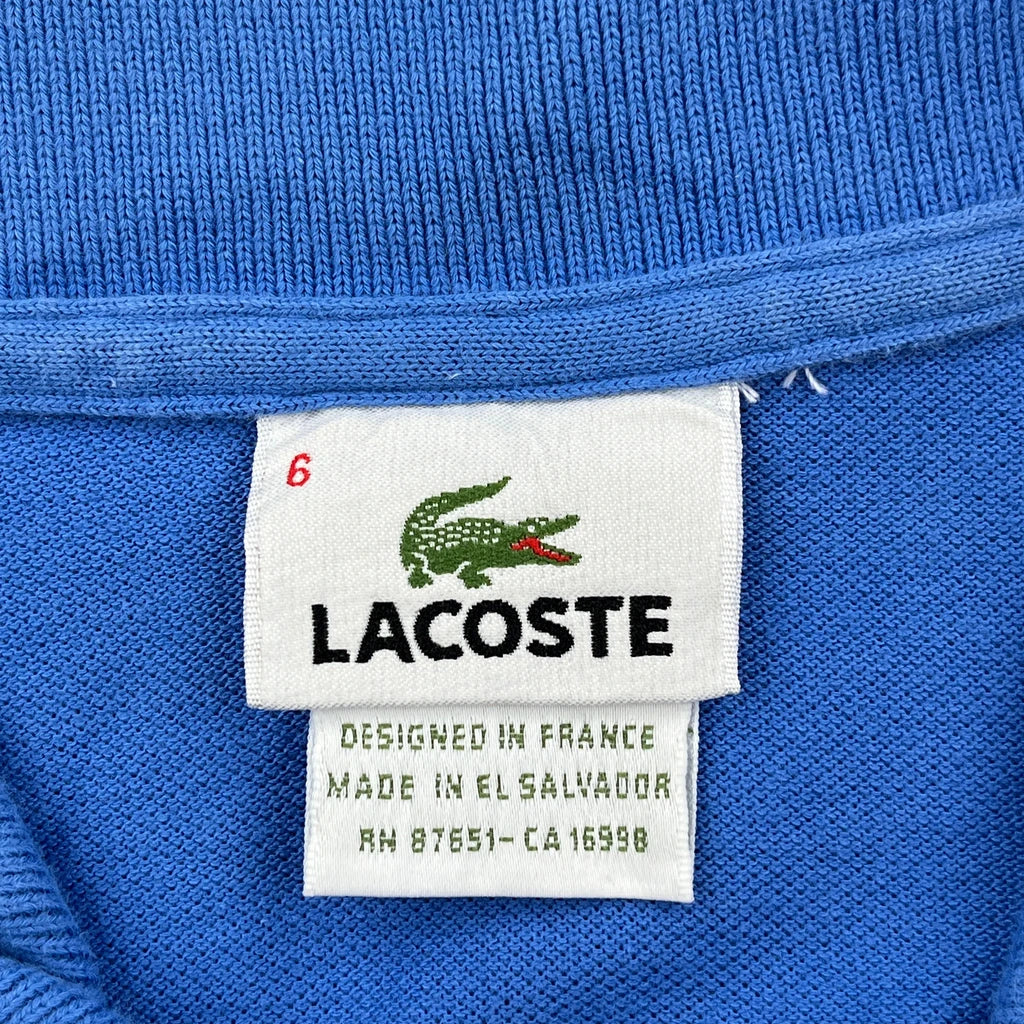 6
LACOSTE
DESIGNED IN FRANCE
MADE IN EL SALVADOR
RN 87651-CA 16998